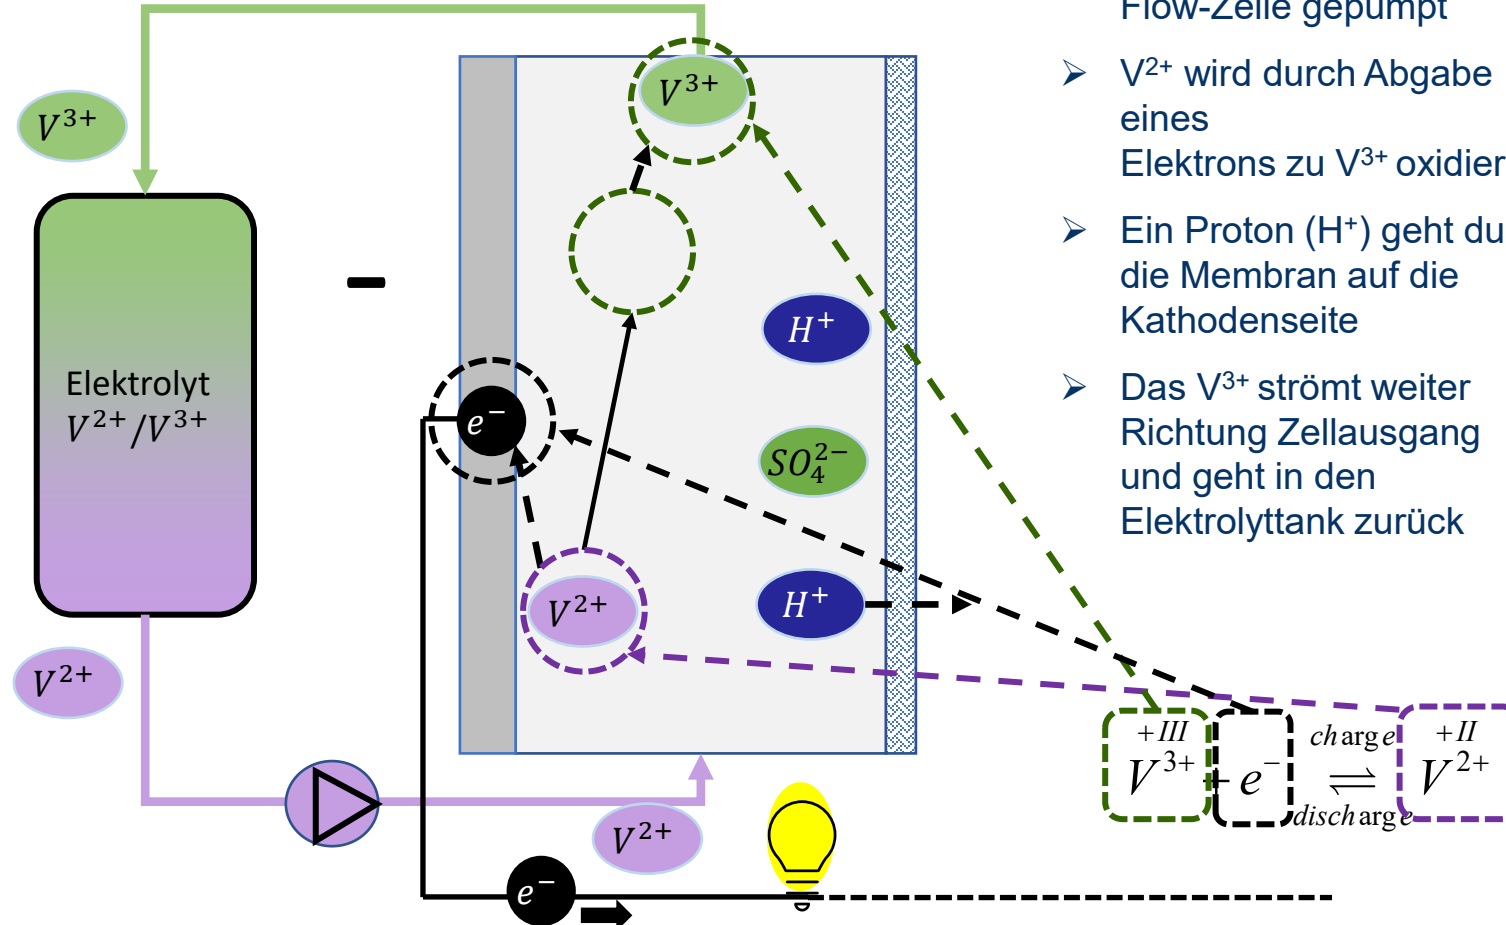 Flow-Zelle gepumpt
➢ V²⁺ wird durch Abgabe
eines
Elektrons zu V³⁺ oxidier
➢ Ein Proton (H⁺) geht du
die Membran auf die
Kathodenseite
➢ Das V³⁺ strömt weiter
Richtung Zellausgang
und geht in den
Elektrolyttank zurück
V³⁺
V³⁺
-
H⁺
Elektrolyt
V²⁺/V³⁺
e⁻
SO₄²⁻
V²⁺
H⁺
V²⁺
+III charge +II
V³⁺ + e⁻ ⇌ V²⁺
discharge
V²⁺
e⁻